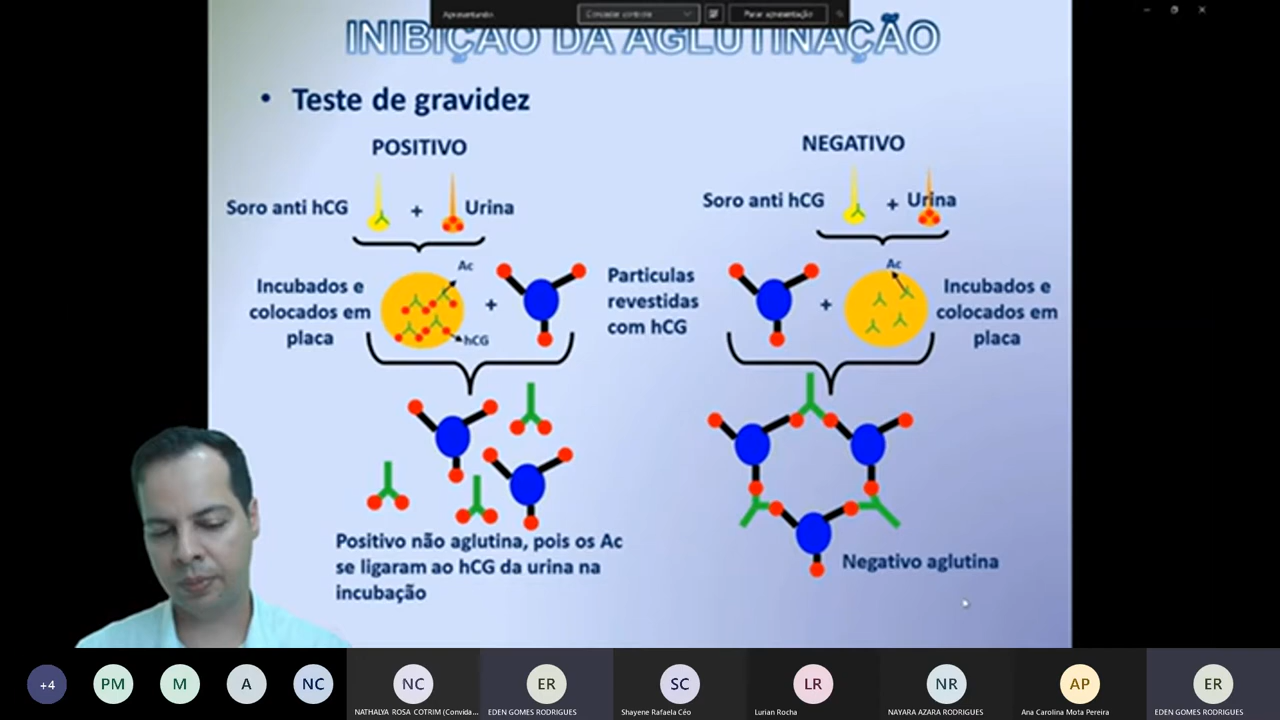 Apresentando
Conceder controle
Parar apresentação
INIBIÇÃO DA AGLUTINAÇÃO
• Teste de gravidez
POSITIVO
Soro anti hCG + Urina
Incubados e
colocados em
placa
Ac
+
hCG
Particulas
revestidas
com hCG
Positivo não aglutina, pois os Ac
se ligaram ao hCG da urina na
incubação
NEGATIVO
Soro anti hCG + Urina
+
Ac
Incubados e
colocados em
placa
Negativo aglutina
+4
PM
M
A
NC
NC
NATHALYA ROSA COTRIM (Convida...
ER
EDEN GOMES RODRIGUES
SC
Shayene Rafaela Céo
LR
Lurian Rocha
NR
NAYARA AZARA RODRIGUES
AP
Ana Carolina Mota Pereira
ER
EDEN GOMES RODRIGUES